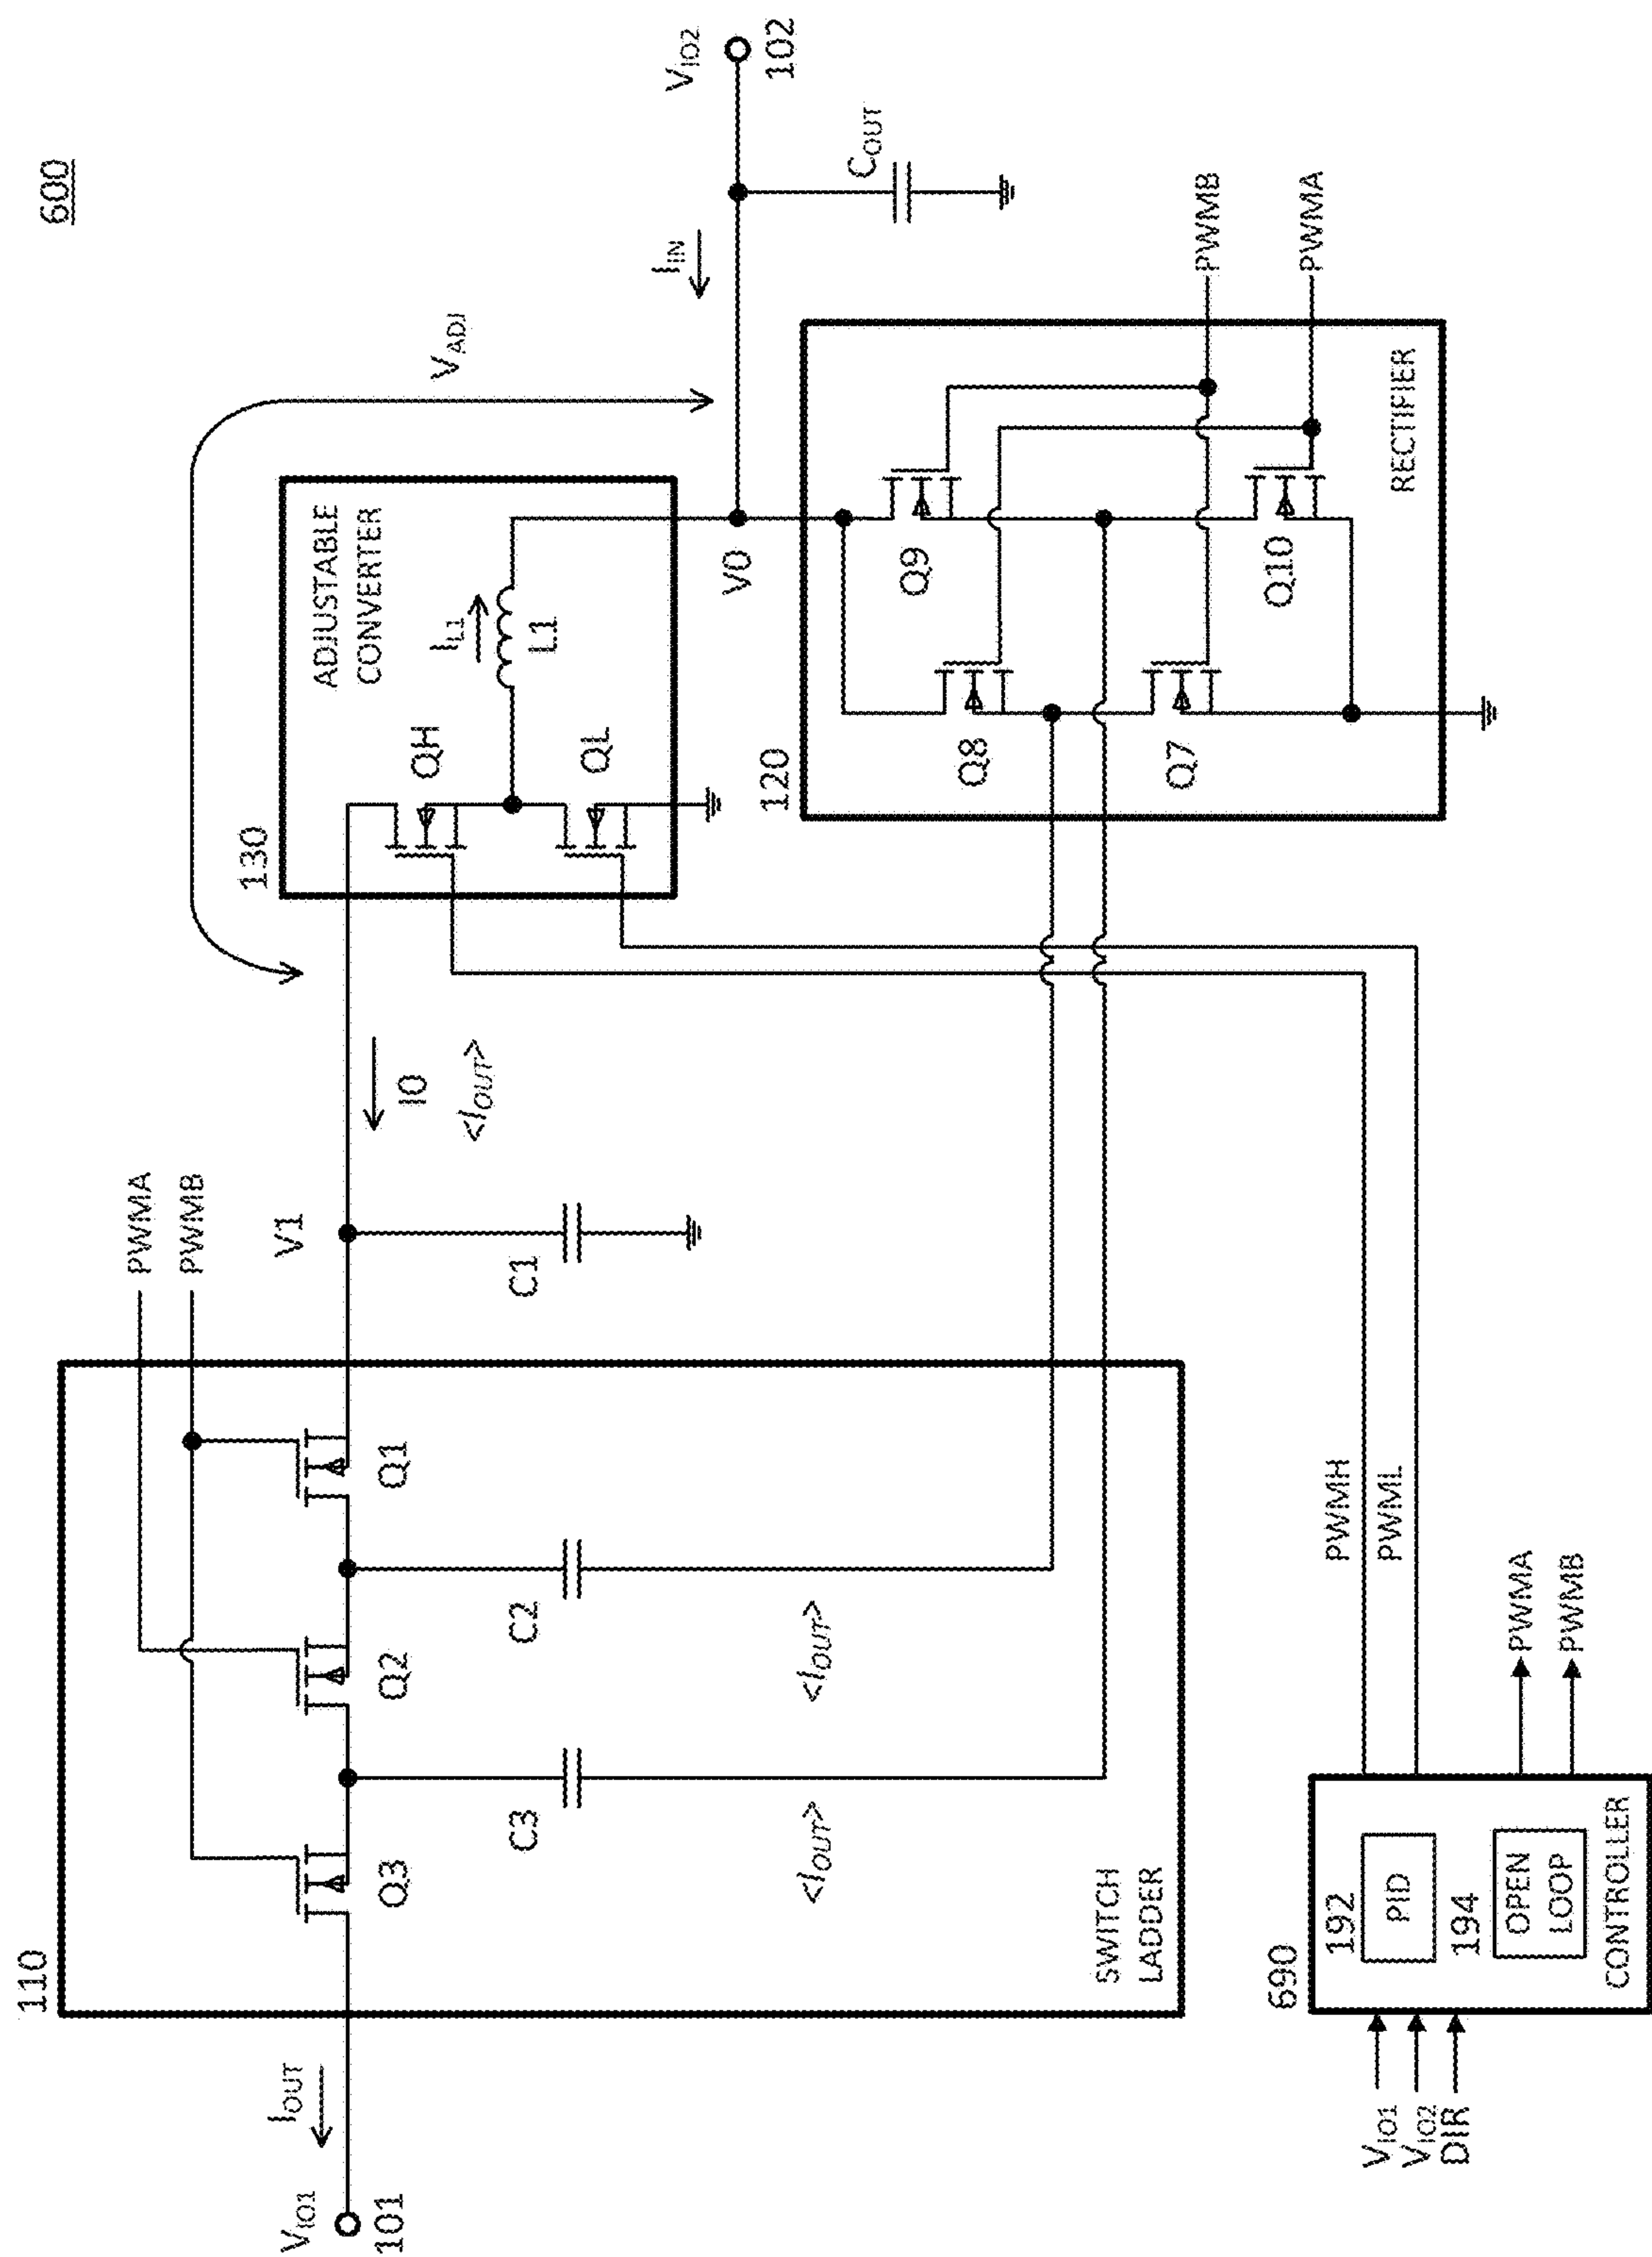 600
110
V_IO1
101
I_OUT
Q3
Q2
Q1
PWMA
PWMB
V1
C3
C2
C1
<I_OUT>
<I_OUT>
SWITCH
LADDER
I0
<I_OUT>
130
ADJUSTABLE
CONVERTER
QH
QL
I_L1
L1
V_ADJ
V0
I_IN
V_IO2
102
C_OUT
120
Q8
Q9
Q7
Q10
PWMB
PWMA
RECTIFIER
PWMH
PWML
690
192
PID
194
OPEN
LOOP
CONTROLLER
V_IO1
V_IO2
DIR
PWMA
PWMB